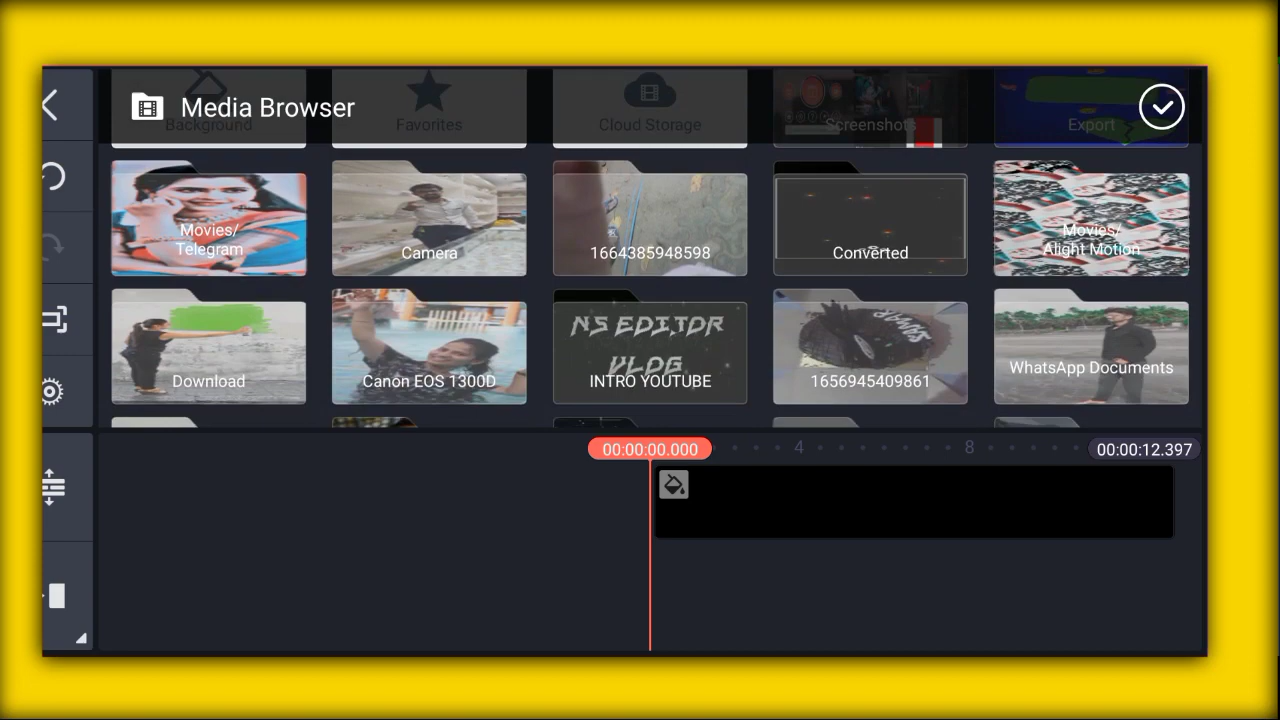 Media Browser
Background
Favorites
Cloud Storage
Screenshots
Export
Movies/
Telegram
Camera
1664385948598
Converted
Movies/
Alight Motion
Download
Canon EOS 1300D
NS EDITOR
VLOG
INTRO YOUTUBE
1656945409861
WhatsApp Documents
00:00:00.000
4
8
00:00:12.397